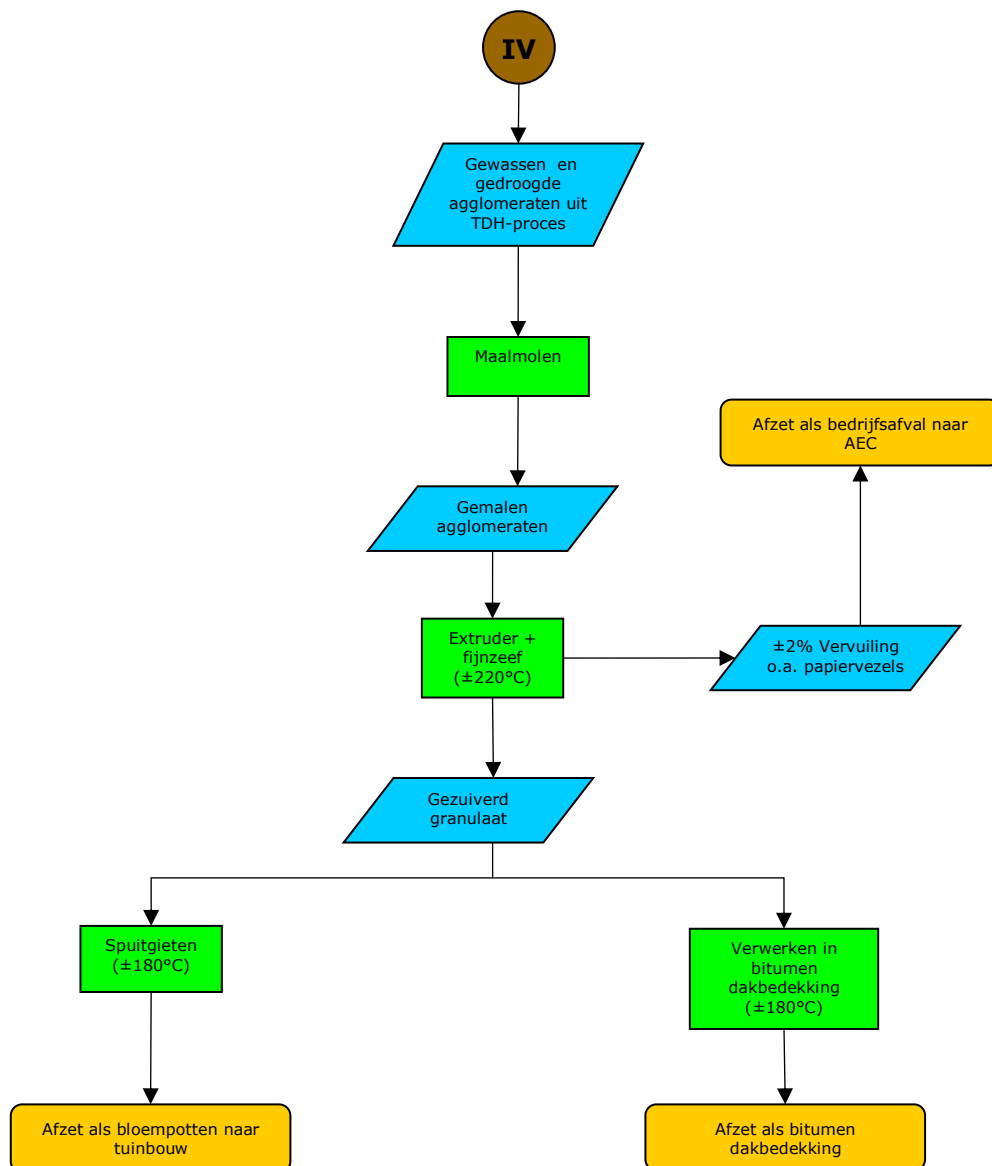 IV
Gewassen en
gedroogde
agglomeraten uit
TDH-proces
Maalmolen
Afzet als bedrijfsafval naar
AEC
Gemalen
agglomeraten
Extruder +
fijnzeef
(±220°C)
±2% Vervuiling
o.a. papiervezels
Gezuiverd
granulaat
Spuitgieten
(±180°C)
Verwerken in
bitumen
dakbedekking
(±180°C)
Afzet als bloempotten naar
tuinbouw
Afzet als bitumen
dakbedekking